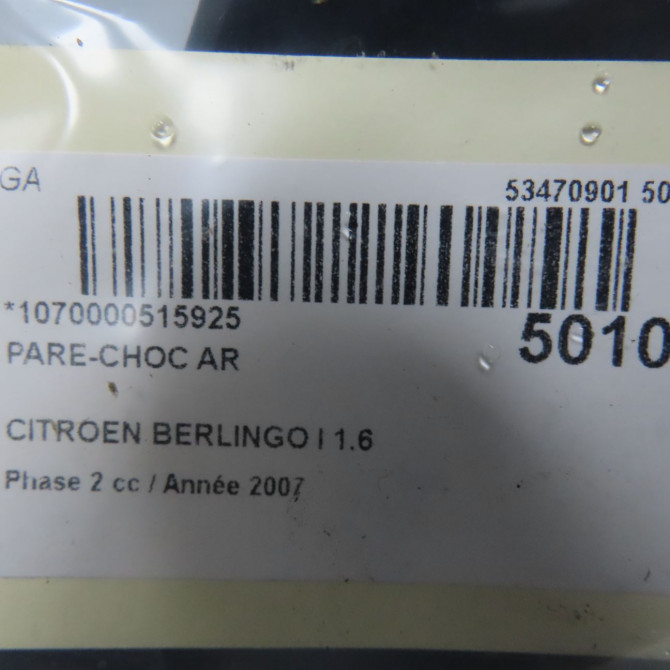 GA 53470901 50
*1070000515925
5010
PARE-CHOC AR
CITROEN BERLINGO I 1.6
Phase 2 cc / Année 2007